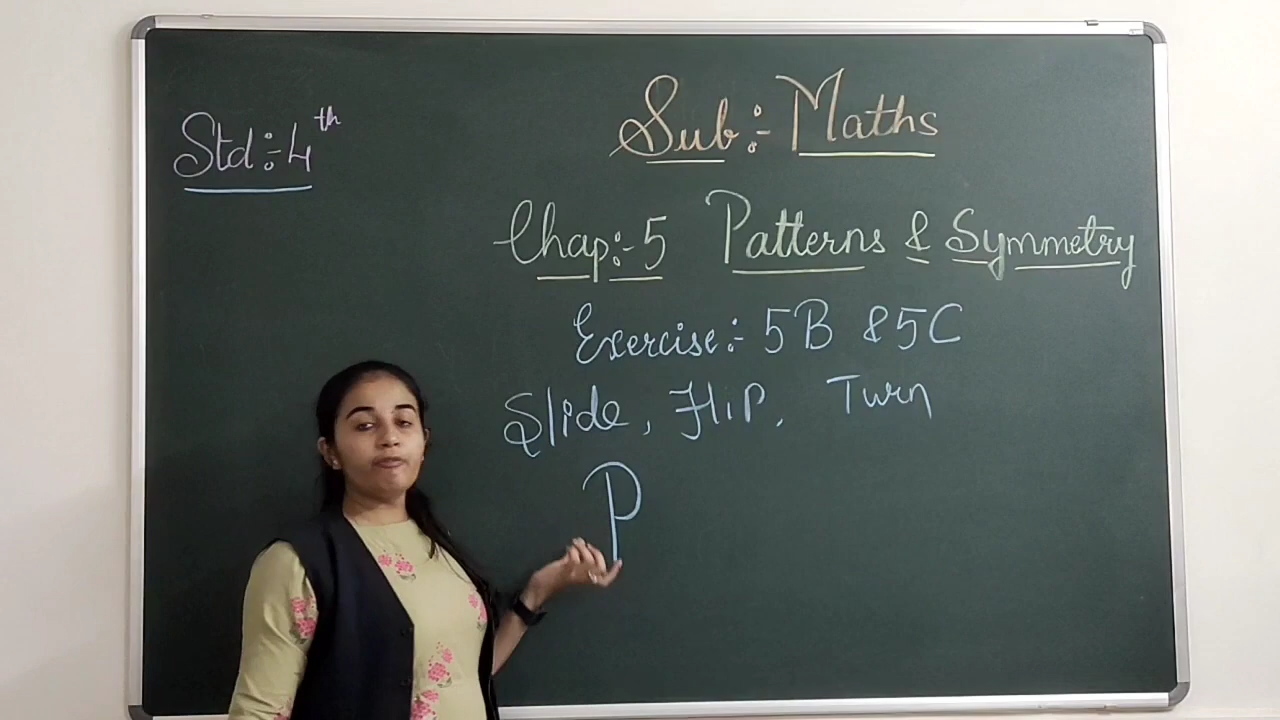 Std:- 4th
Sub:- Maths
Chap:- 5 Patterns & Symmetry
Exercise:- 5B & 5C
Slide, Flip, Turn
P